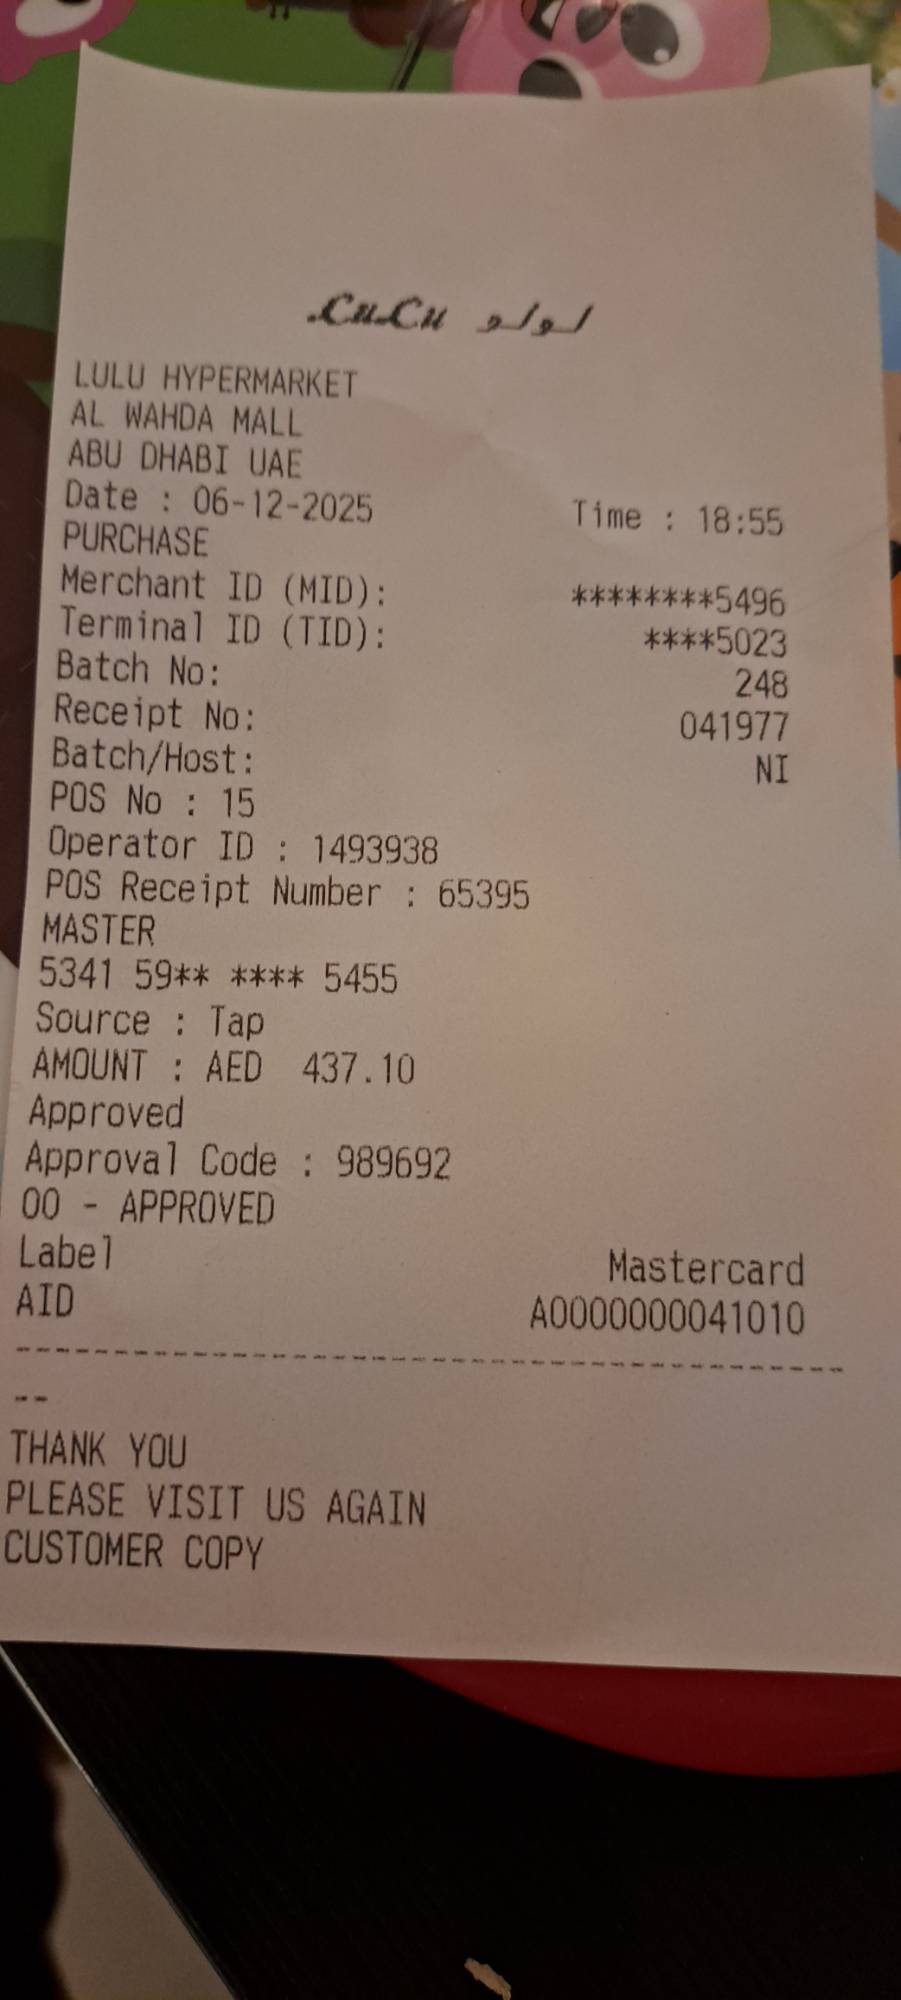 LuLu لولو
LULU HYPERMARKET
AL WAHDA MALL
ABU DHABI UAE
Date : 06-12-2025 Time : 18:55
PURCHASE
Merchant ID (MID): ********5496
Terminal ID (TID): ****5023
Batch No: 248
Receipt No: 041977
Batch/Host: NI
POS No : 15
Operator ID : 1493938
POS Receipt Number : 65395
MASTER
5341 59** **** 5455
Source : Tap
AMOUNT : AED 437.10
Approved
Approval Code : 989692
00 - APPROVED
Label Mastercard
AID A0000000041010
--------------------------------------------
--
THANK YOU
PLEASE VISIT US AGAIN
CUSTOMER COPY